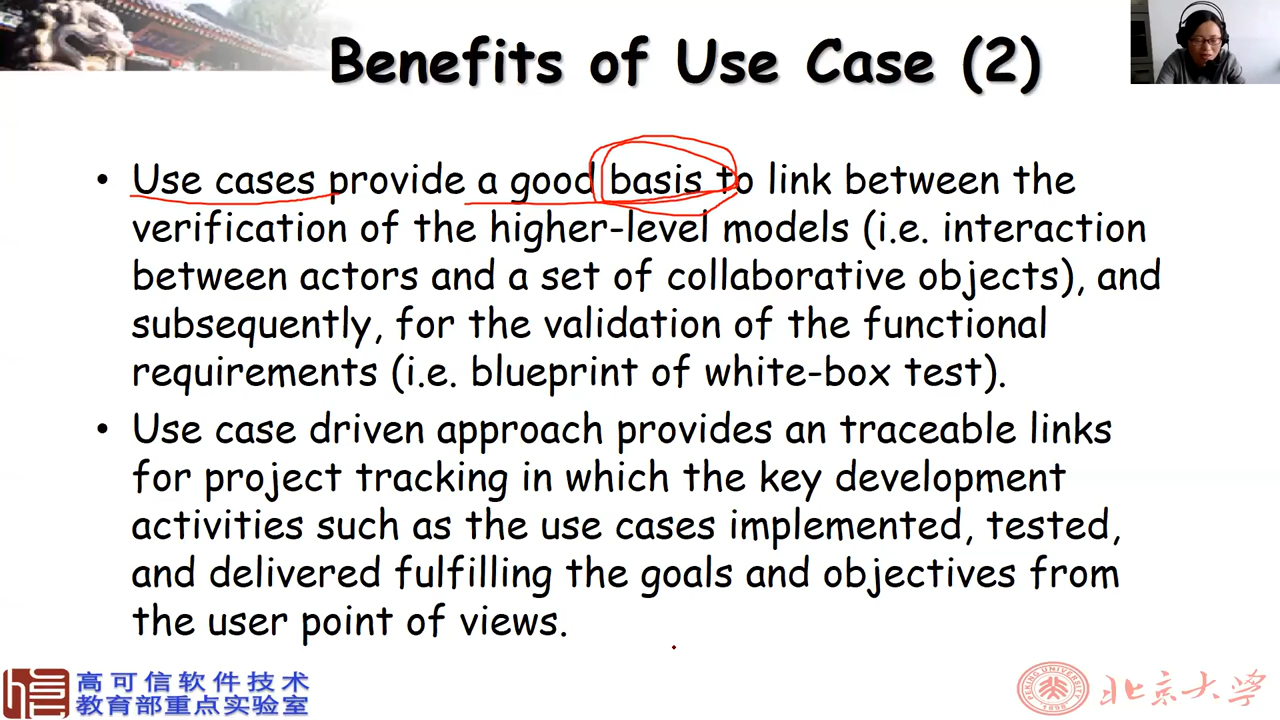 Benefits of Use Case (2)
• Use cases provide a good basis to link between the
verification of the higher-level models (i.e. interaction
between actors and a set of collaborative objects), and
subsequently, for the validation of the functional
requirements (i.e. blueprint of white-box test).
• Use case driven approach provides an traceable links
for project tracking in which the key development
activities such as the use cases implemented, tested,
and delivered fulfilling the goals and objectives from
the user point of views.
高可信软件技术
教育部重点实验室
PEKING UNIVERSITY
1898
北京大学